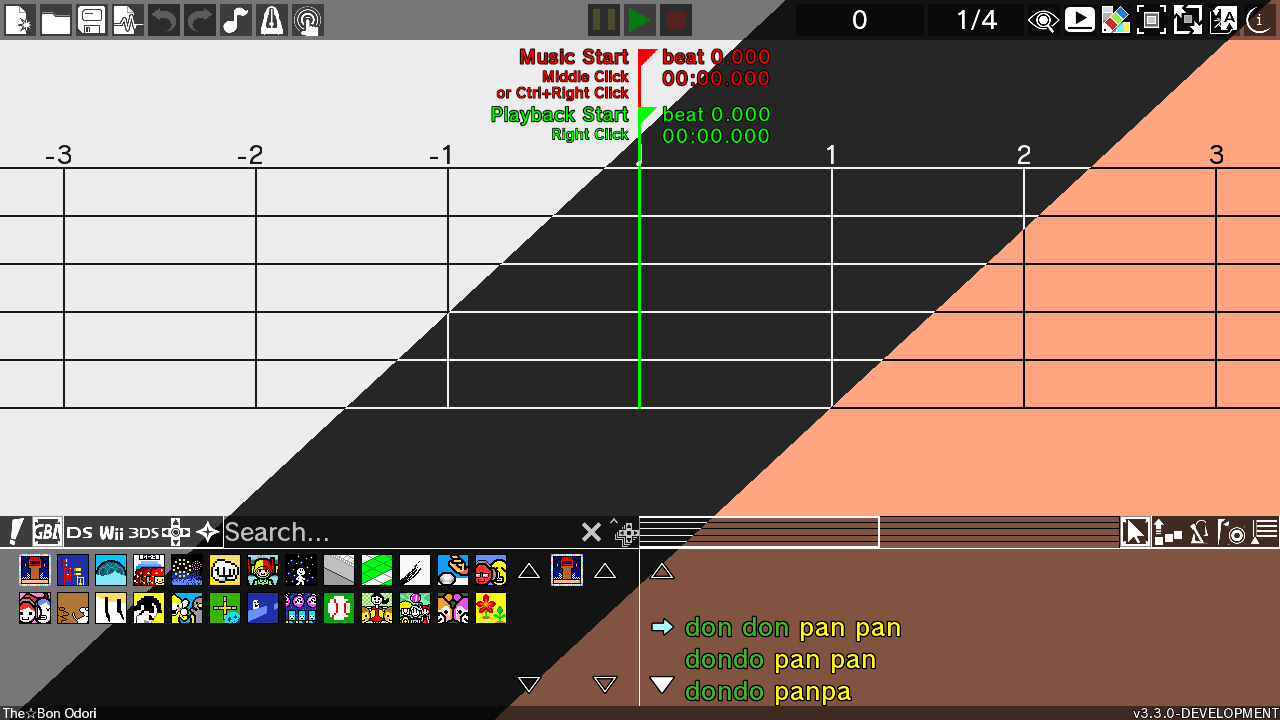 0
1/4
Music Start beat 0.000
Middle Click 00:00.000
or Ctrl+Right Click
Playback Start beat 0.000
Right Click 00:00.000
-3 -2 -1 1 2 3
GBA DS Wii 3DS Search...
don don pan pan
dondo pan pan
dondo panpa
The☆Bon Odori
v3.3.0-DEVELOPMENT